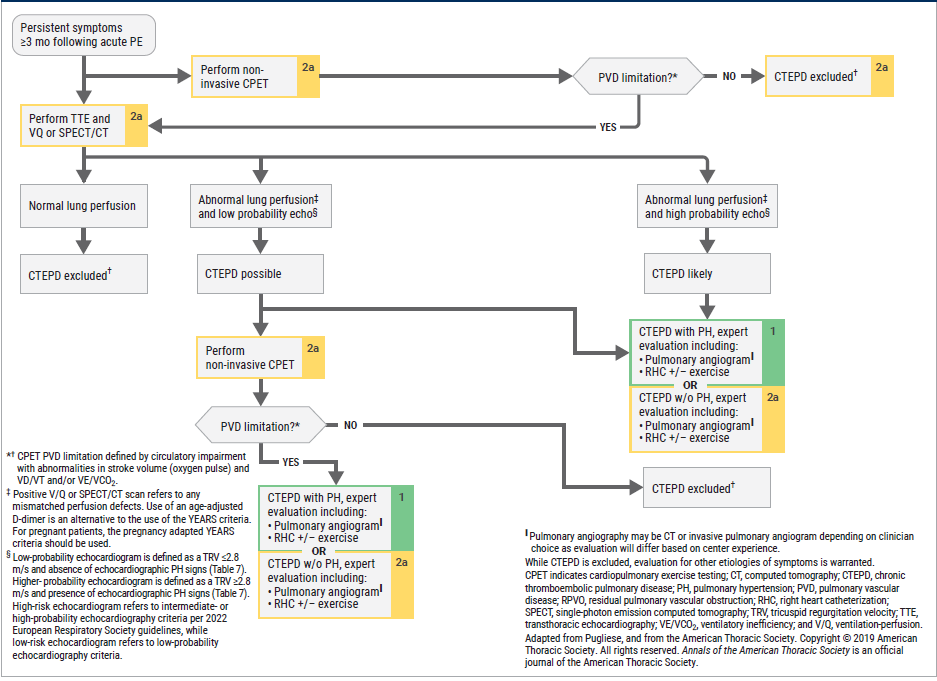 Persistent symptoms
≥3 mo following acute PE
Perform non-
invasive CPET
2a
PVD limitation?*
NO
CTEPD excluded†
2a
YES
Perform TTE and
VQ or SPECT/CT
2a
Normal lung perfusion
Abnormal lung perfusion‡
and low probability echo§
Abnormal lung perfusion‡
and high probability echo§
CTEPD excluded†
CTEPD possible
CTEPD likely
CTEPD with PH, expert
evaluation including:
• Pulmonary angiogram‖
• RHC +/− exercise
1
OR
CTEPD w/o PH, expert
evaluation including:
• Pulmonary angiogram‖
• RHC +/− exercise
2a
Perform
non-invasive CPET
2a
PVD limitation?*
NO
YES
CTEPD excluded†
CTEPD with PH, expert
evaluation including:
• Pulmonary angiogram‖
• RHC +/− exercise
1
OR
CTEPD w/o PH, expert
evaluation including:
• Pulmonary angiogram‖
• RHC +/− exercise
2a
*† CPET PVD limitation defined by circulatory impairment
with abnormalities in stroke volume (oxygen pulse) and
VD/VT and/or VE/VCO₂.
‡ Positive V/Q or SPECT/CT scan refers to any
mismatched perfusion defects. Use of an age-adjusted
D-dimer is an alternative to the use of the YEARS criteria.
For pregnant patients, the pregnancy adapted YEARS
criteria should be used.
§ Low-probability echocardiogram is defined as a TRV ≤2.8
m/s and absence of echocardiographic PH signs (Table 7).
Higher- probability echocardiogram is defined as a TRV ≥2.8
m/s and presence of echocardiographic PH signs (Table 7).
High-risk echocardiogram refers to intermediate- or
high-probability echocardiography criteria per 2022
European Respiratory Society guidelines, while
low-risk echocardiogram refers to low-probability
echocardiography criteria.
‖ Pulmonary angiography may be CT or invasive pulmonary angiogram depending on clinician
choice as evaluation will differ based on center experience.
While CTEPD is excluded, evaluation for other etiologies of symptoms is warranted.
CPET indicates cardiopulmonary exercise testing; CT, computed tomography; CTEPD, chronic
thromboembolic pulmonary disease; PH, pulmonary hypertension; PVD, pulmonary vascular
disease; RPVO, residual pulmonary vascular obstruction; RHC, right heart catheterization;
SPECT, single-photon emission computed tomography; TRV, tricuspid regurgitation velocity; TTE,
transthoracic echocardiography; VE/VCO₂, ventilatory inefficiency; and V/Q, ventilation-perfusion.
Adapted from Pugliese, and from the American Thoracic Society. Copyright © 2019 American
Thoracic Society. All rights reserved. Annals of the American Thoracic Society is an official
journal of the American Thoracic Society.